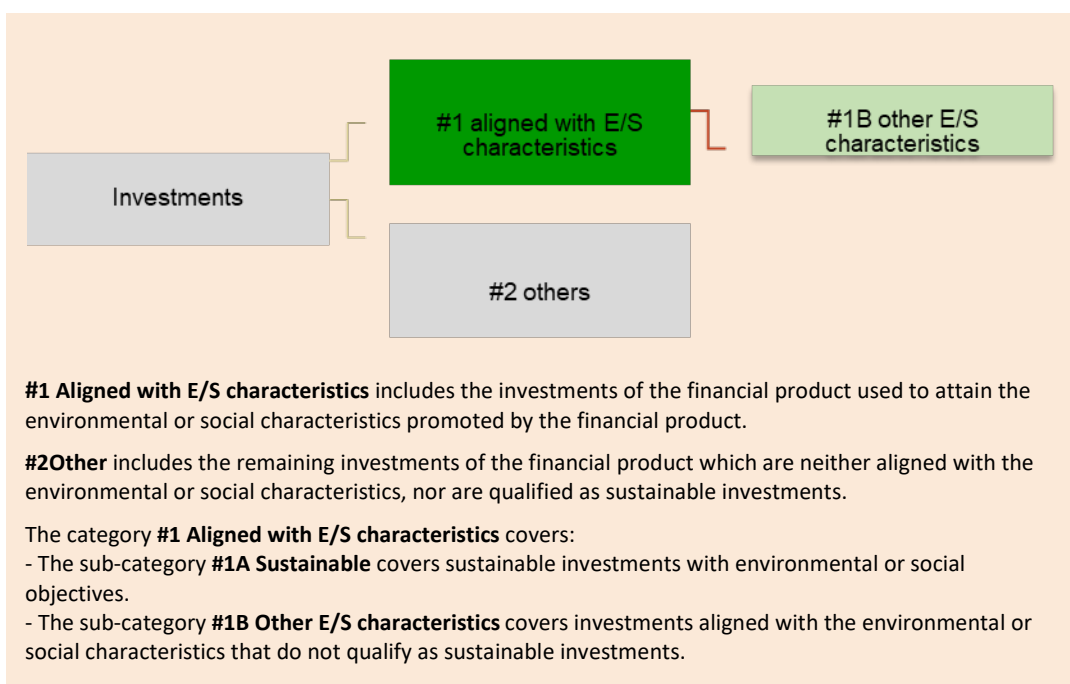 #1 aligned with E/S
characteristics
#1B other E/S
characteristics
Investments
#2 others
#1 Aligned with E/S characteristics includes the investments of the financial product used to attain the
environmental or social characteristics promoted by the financial product.
#2Other includes the remaining investments of the financial product which are neither aligned with the
environmental or social characteristics, nor are qualified as sustainable investments.
The category #1 Aligned with E/S characteristics covers:
- The sub-category #1A Sustainable covers sustainable investments with environmental or social
objectives.
- The sub-category #1B Other E/S characteristics covers investments aligned with the environmental or
social characteristics that do not qualify as sustainable investments.